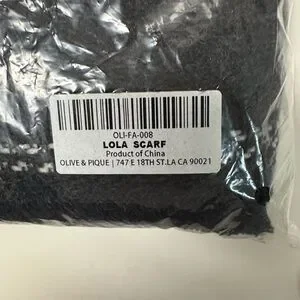 OLI-FA-008
LOLA SCARF
Product of China
OLIVE & PIQUE | 747 E 18TH ST.LA CA 90021